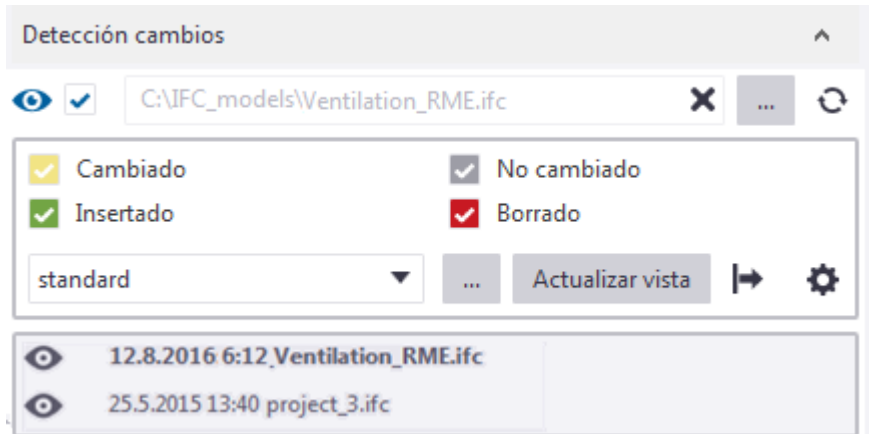 Detección cambios
C:\IFC_models\Ventilation_RME.ifc ...
Cambiado No cambiado
Insertado Borrado
standard ... Actualizar vista
12.8.2016 6:12 Ventilation_RME.ifc
25.5.2015 13:40 project_3.ifc